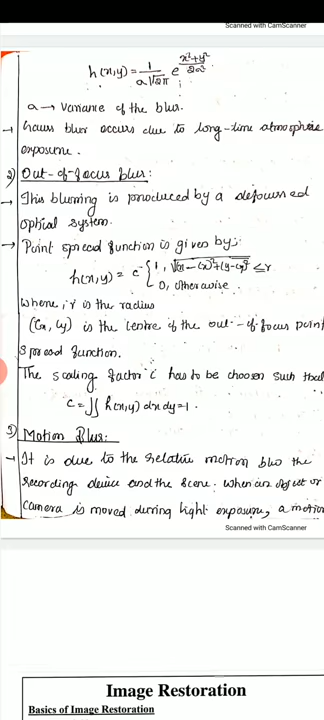 Scanned with CamScanner
h(x,y) = 1/(a√2π) e^(x²+y²/2a²)
a → Variance of the blur.
→ Gauss blur occurs due to long-time atmospheric
exposure.
2) Out-of-focus blur:
→ This blurring is produced by a defocussed
optical system.
→ Point spread function is given by:
h(x,y) = c { 1, √(x-Cx)²+(y-Cy)² ≤ r
0, otherwise.
Where, r is the radius
(Cx, Cy) is the centre of the out-of-focus point
spread function.
The scaling factor c has to be chosen such that
c = ∬ h(x,y) dx dy = 1.
3) Motion Blur:
→ It is due to the relative motion b/w the
recording device and the scene. When an object or
camera is moved during light exposure, a motion
Scanned with CamScanner
Image Restoration
Basics of Image Restoration